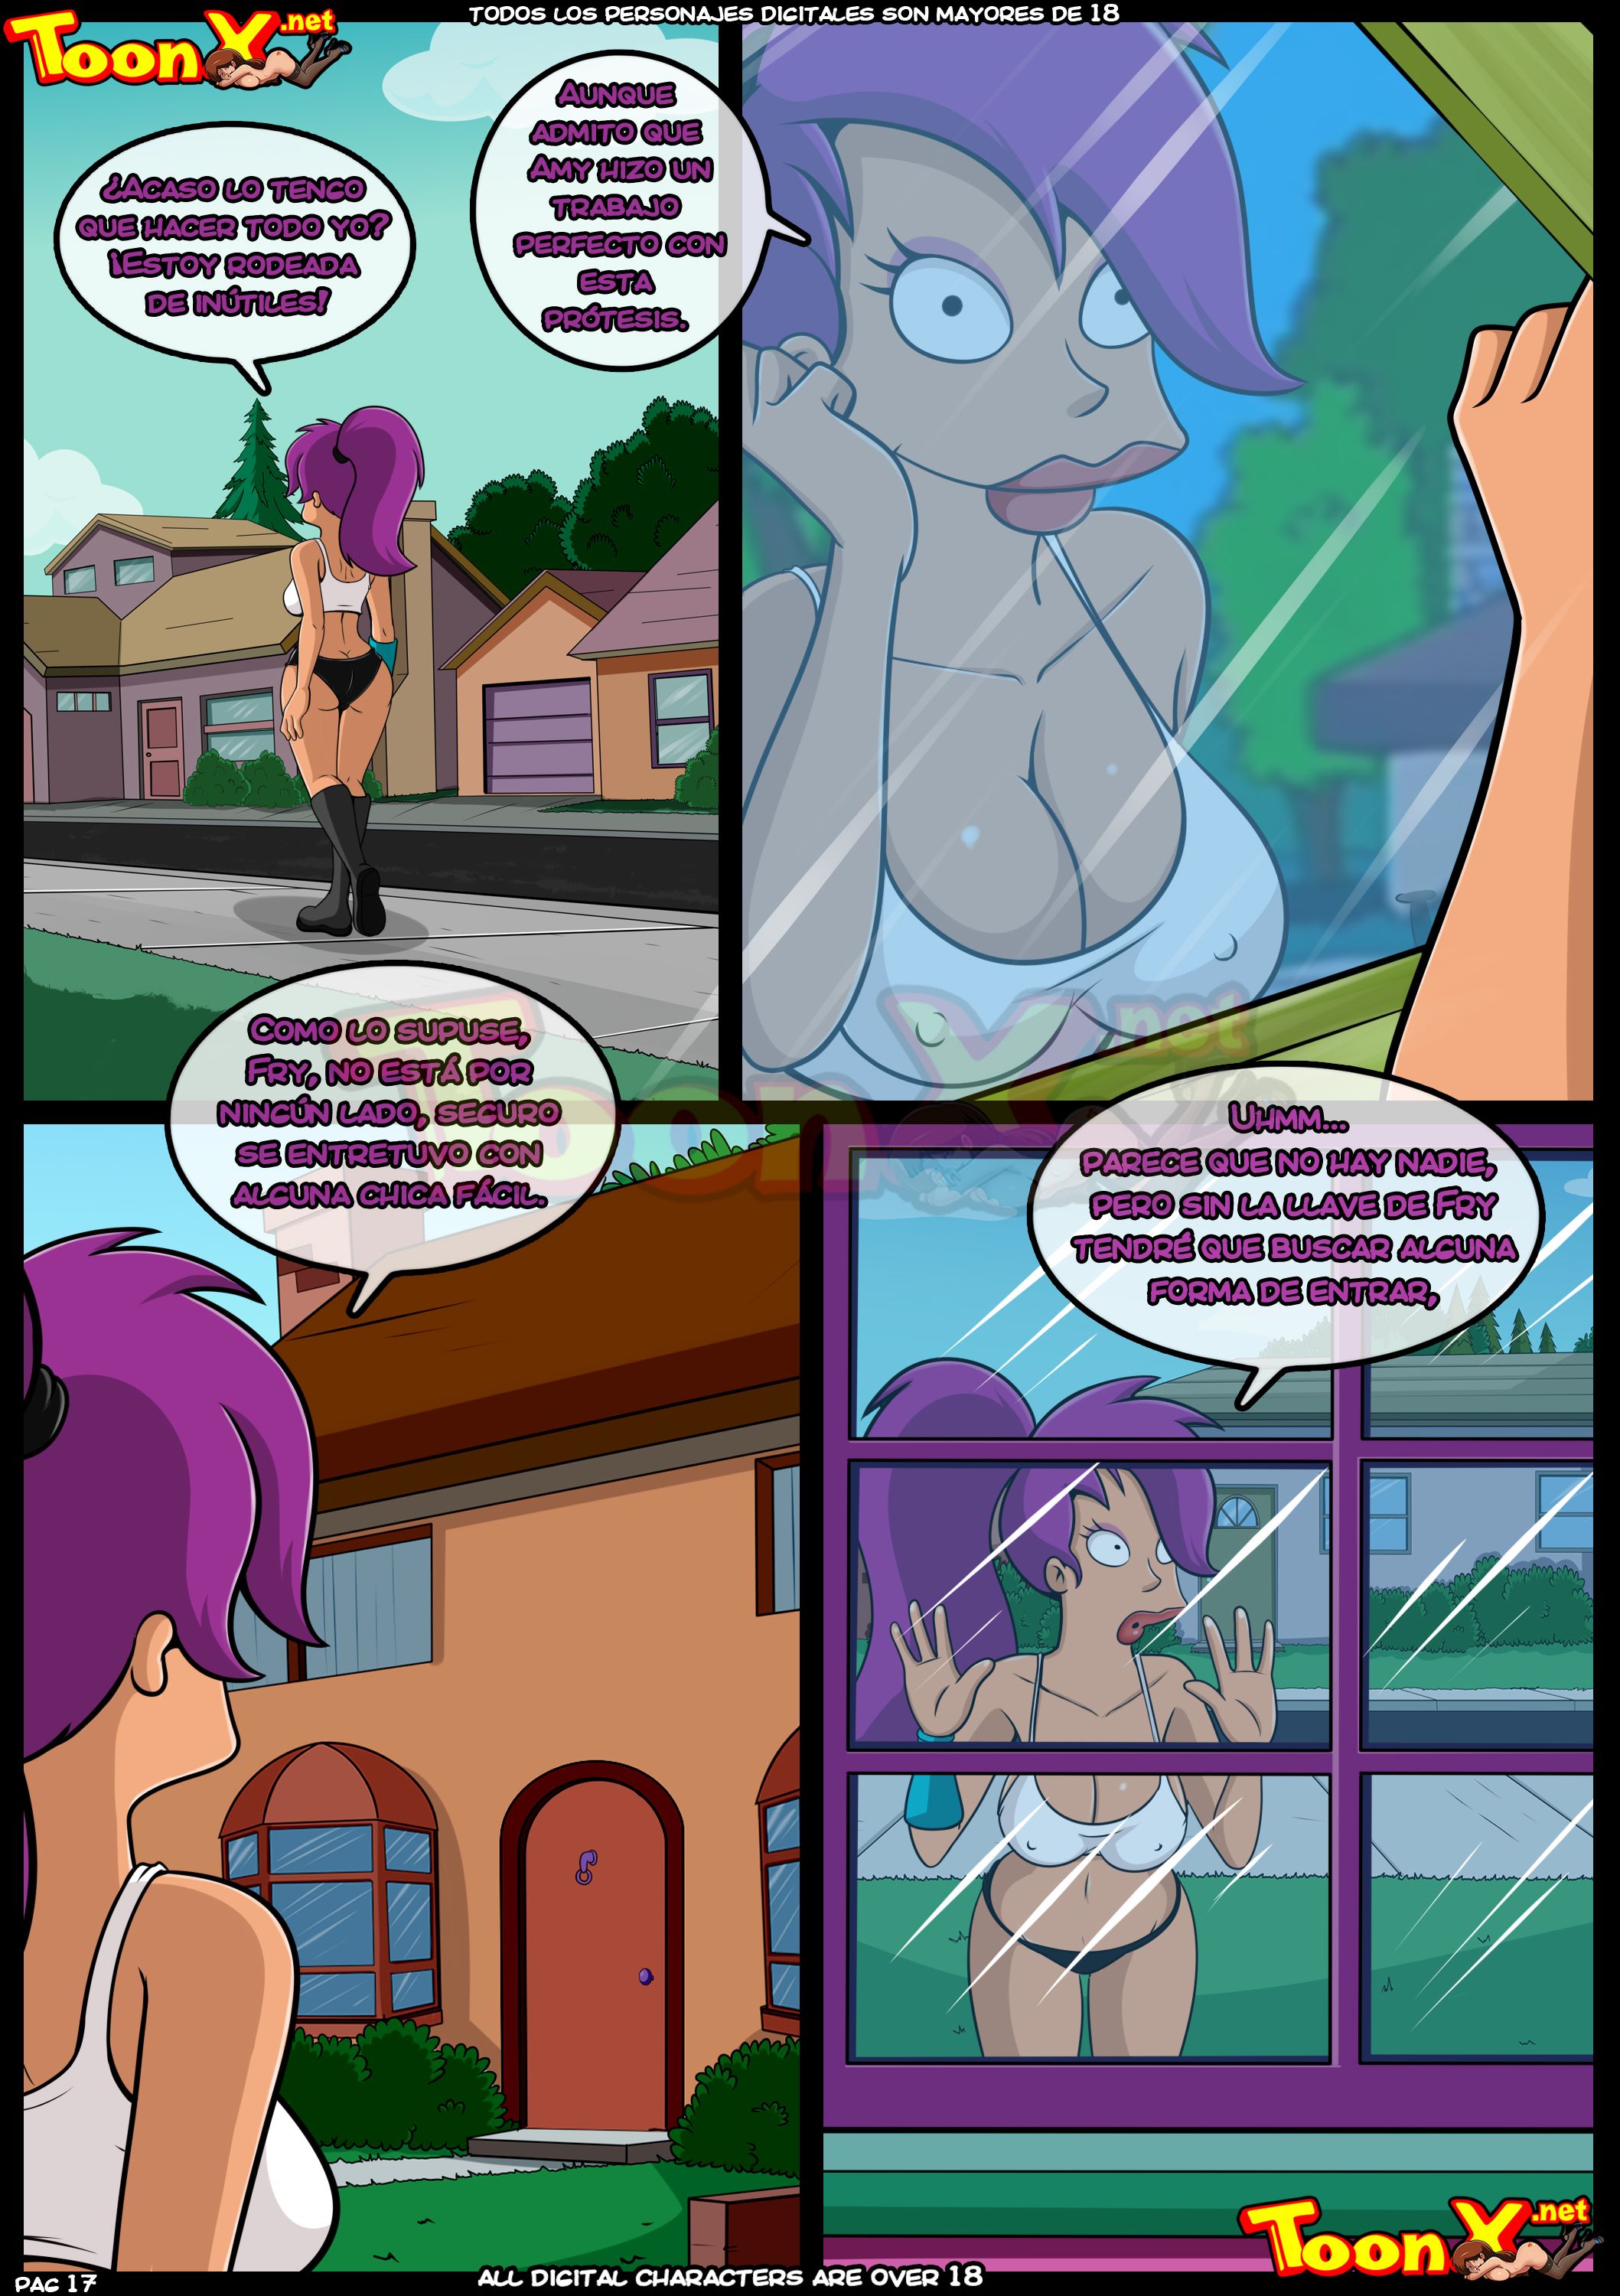 TODOS LOS PERSONAJES DIGITALES SON MAYORES DE 18
ToonX.net
¿ACASO LO TENGO
QUE HACER TODO YO?
¡ESTOY RODEADA
DE INÚTILES!
AUNQUE
ADMITO QUE
AMY HIZO UN
TRABAJO
PERFECTO CON
ESTA
PRÓTESIS.
COMO LO SUPUSE,
FRY, NO ESTÁ POR
NINGÚN LADO, SEGURO
SE ENTRETUVO CON
ALGUNA CHICA FÁCIL.
ToonX.net
UHMM...
PARECE QUE NO HAY NADIE,
PERO SIN LA LLAVE DE FRY
TENDRÉ QUE BUSCAR ALGUNA
FORMA DE ENTRAR,
ToonX.net
PAG 17
ALL DIGITAL CHARACTERS ARE OVER 18